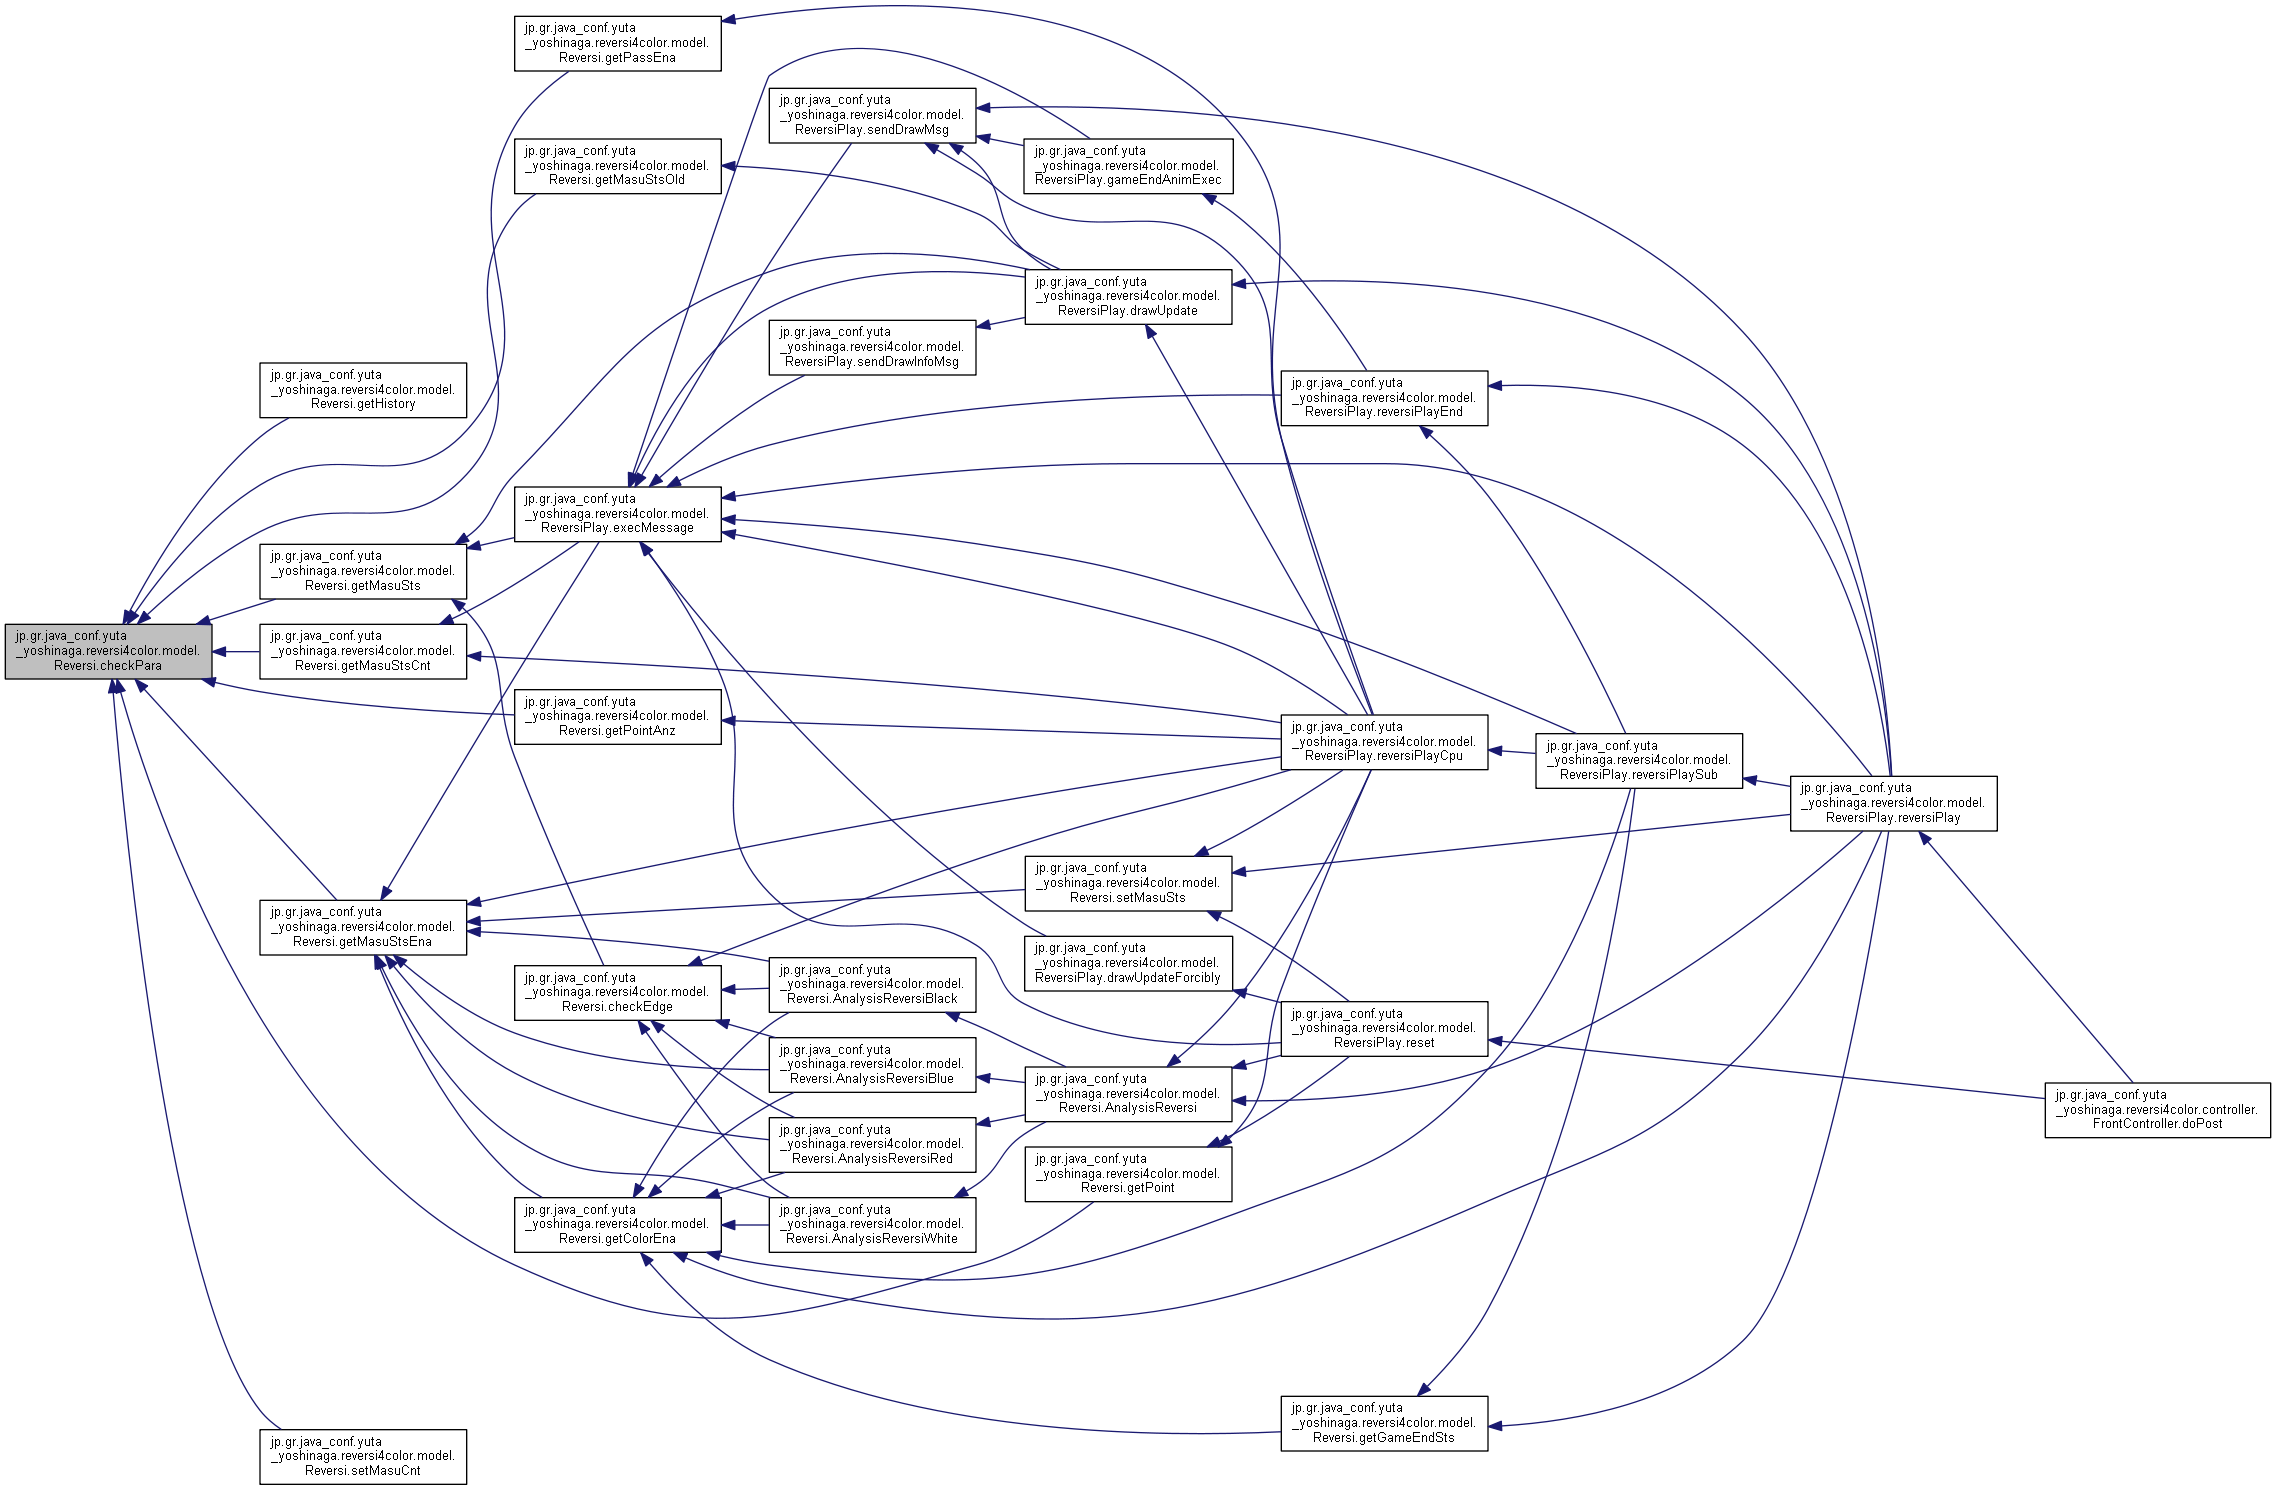 jp.gr.java_conf.yuta
_yoshinaga.reversi4color.model.
Reversi.checkPara
jp.gr.java_conf.yuta
_yoshinaga.reversi4color.model.
Reversi.getHistory
jp.gr.java_conf.yuta
_yoshinaga.reversi4color.model.
Reversi.getMasuSts
jp.gr.java_conf.yuta
_yoshinaga.reversi4color.model.
Reversi.getMasuStsCnt
jp.gr.java_conf.yuta
_yoshinaga.reversi4color.model.
Reversi.getMasuStsEna
jp.gr.java_conf.yuta
_yoshinaga.reversi4color.model.
Reversi.setMasuCnt
jp.gr.java_conf.yuta
_yoshinaga.reversi4color.model.
Reversi.getPassEna
jp.gr.java_conf.yuta
_yoshinaga.reversi4color.model.
Reversi.getMasuStsOld
jp.gr.java_conf.yuta
_yoshinaga.reversi4color.model.
ReversiPlay.execMessage
jp.gr.java_conf.yuta
_yoshinaga.reversi4color.model.
Reversi.getPointAnz
jp.gr.java_conf.yuta
_yoshinaga.reversi4color.model.
Reversi.checkEdge
jp.gr.java_conf.yuta
_yoshinaga.reversi4color.model.
Reversi.getColorEna
jp.gr.java_conf.yuta
_yoshinaga.reversi4color.model.
ReversiPlay.sendDrawMsg
jp.gr.java_conf.yuta
_yoshinaga.reversi4color.model.
ReversiPlay.sendDrawInfoMsg
jp.gr.java_conf.yuta
_yoshinaga.reversi4color.model.
Reversi.AnalysisReversiBlack
jp.gr.java_conf.yuta
_yoshinaga.reversi4color.model.
Reversi.AnalysisReversiBlue
jp.gr.java_conf.yuta
_yoshinaga.reversi4color.model.
Reversi.AnalysisReversiRed
jp.gr.java_conf.yuta
_yoshinaga.reversi4color.model.
Reversi.AnalysisReversiWhite
jp.gr.java_conf.yuta
_yoshinaga.reversi4color.model.
ReversiPlay.gameEndAnimExec
jp.gr.java_conf.yuta
_yoshinaga.reversi4color.model.
ReversiPlay.drawUpdate
jp.gr.java_conf.yuta
_yoshinaga.reversi4color.model.
Reversi.setMasuSts
jp.gr.java_conf.yuta
_yoshinaga.reversi4color.model.
ReversiPlay.drawUpdateForcibly
jp.gr.java_conf.yuta
_yoshinaga.reversi4color.model.
Reversi.AnalysisReversi
jp.gr.java_conf.yuta
_yoshinaga.reversi4color.model.
Reversi.getPoint
jp.gr.java_conf.yuta
_yoshinaga.reversi4color.model.
ReversiPlay.reversiPlayEnd
jp.gr.java_conf.yuta
_yoshinaga.reversi4color.model.
ReversiPlay.reversiPlayCpu
jp.gr.java_conf.yuta
_yoshinaga.reversi4color.model.
ReversiPlay.reset
jp.gr.java_conf.yuta
_yoshinaga.reversi4color.model.
Reversi.getGameEndSts
jp.gr.java_conf.yuta
_yoshinaga.reversi4color.model.
ReversiPlay.reversiPlaySub
jp.gr.java_conf.yuta
_yoshinaga.reversi4color.model.
ReversiPlay.reversiPlay
jp.gr.java_conf.yuta
_yoshinaga.reversi4color.controller.
FrontController.doPost